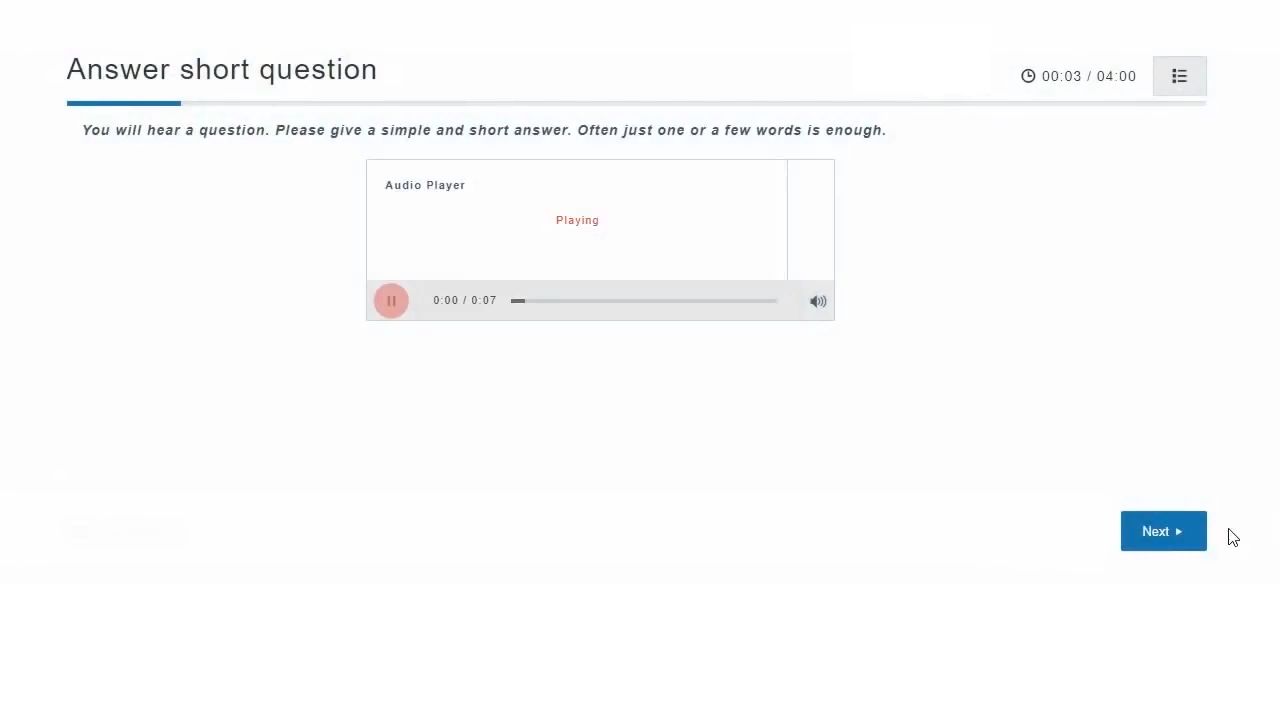 Answer short question
00:03 / 04:00
You will hear a question. Please give a simple and short answer. Often just one or a few words is enough.
Audio Player
Playing
0:00 / 0:07
Next